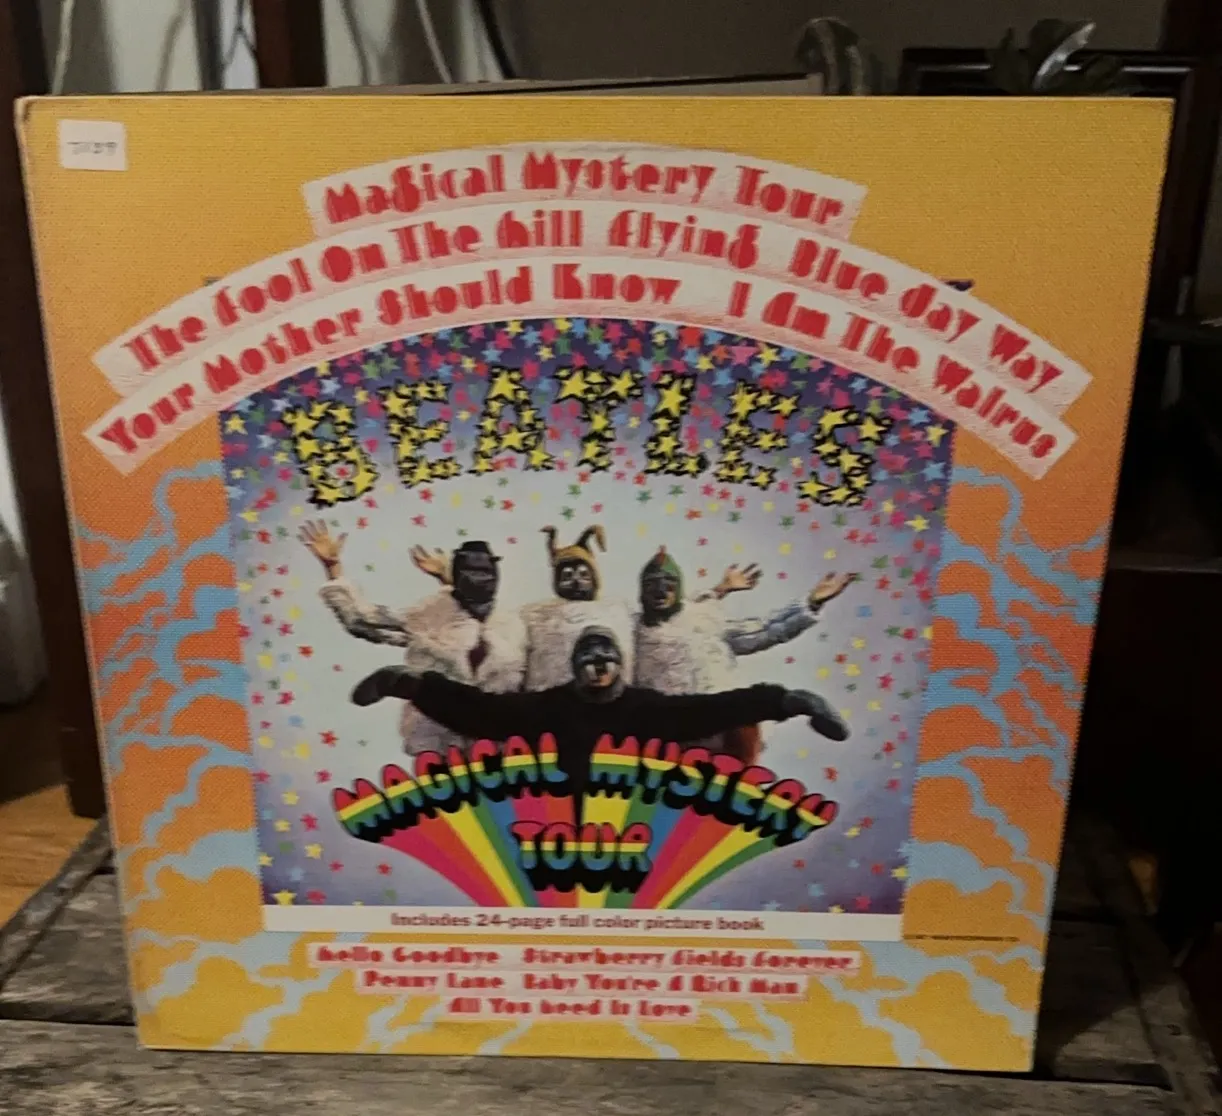 Magical Mystery Tour
The Fool On The Hill Flying Blue Jay Way
Your Mother Should Know I Am The Walrus
BEATLES
MAGICAL MYSTERY
TOUR
Includes 24-page full color picture book
Hello Goodbye Strawberry Fields Forever
Penny Lane Baby You're A Rich Man
All You Need Is Love